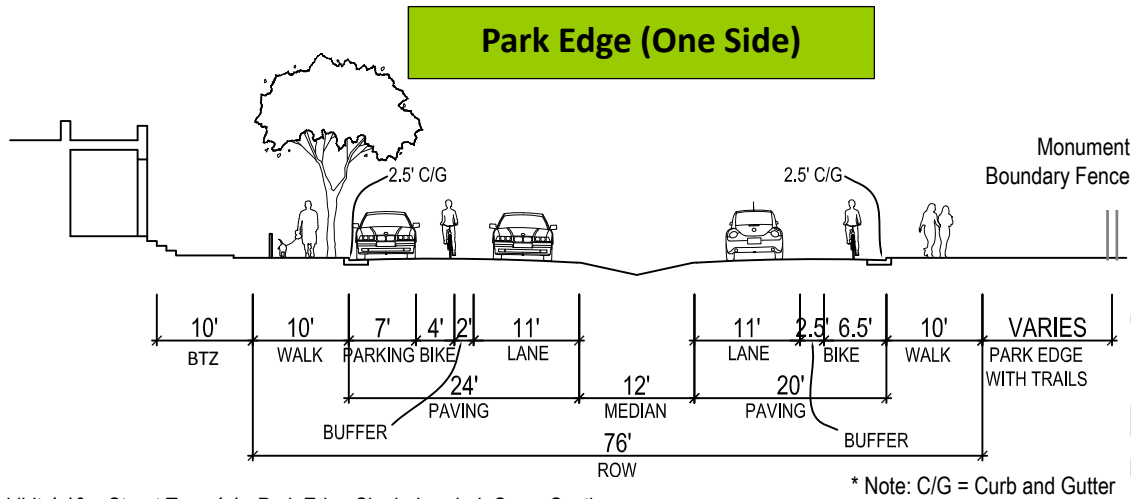 Park Edge (One Side)
Monument
Boundary Fence
2.5' C/G
2.5' C/G
10'
10'
7'
4'
2'
11'
11'
2.5'
6.5'
10'
VARIES
BTZ
WALK
PARKING
BIKE
LANE
LANE
BIKE
WALK
PARK EDGE
WITH TRAILS
24'
12'
20'
PAVING
MEDIAN
PAVING
BUFFER
BUFFER
76'
ROW
* Note: C/G = Curb and Gutter